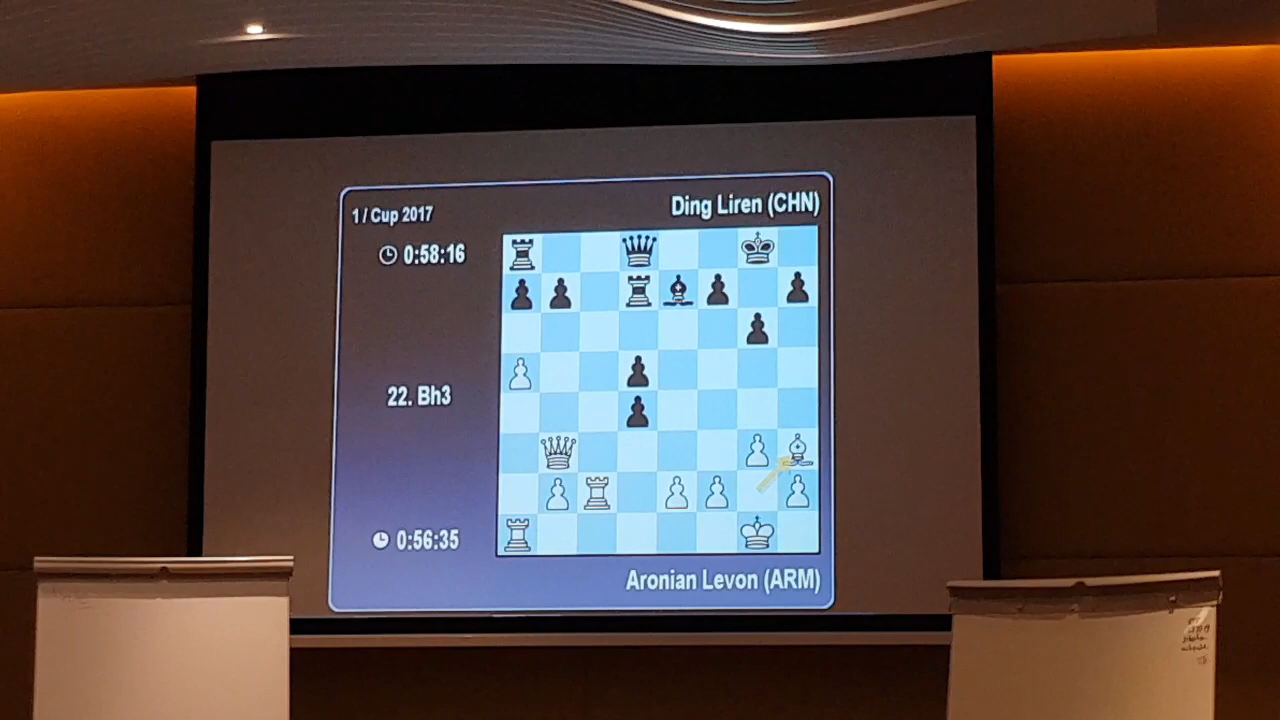 1 / Cup 2017
Ding Liren (CHN)
0:58:16
22. Bh3
0:56:35
Aronian Levon (ARM)